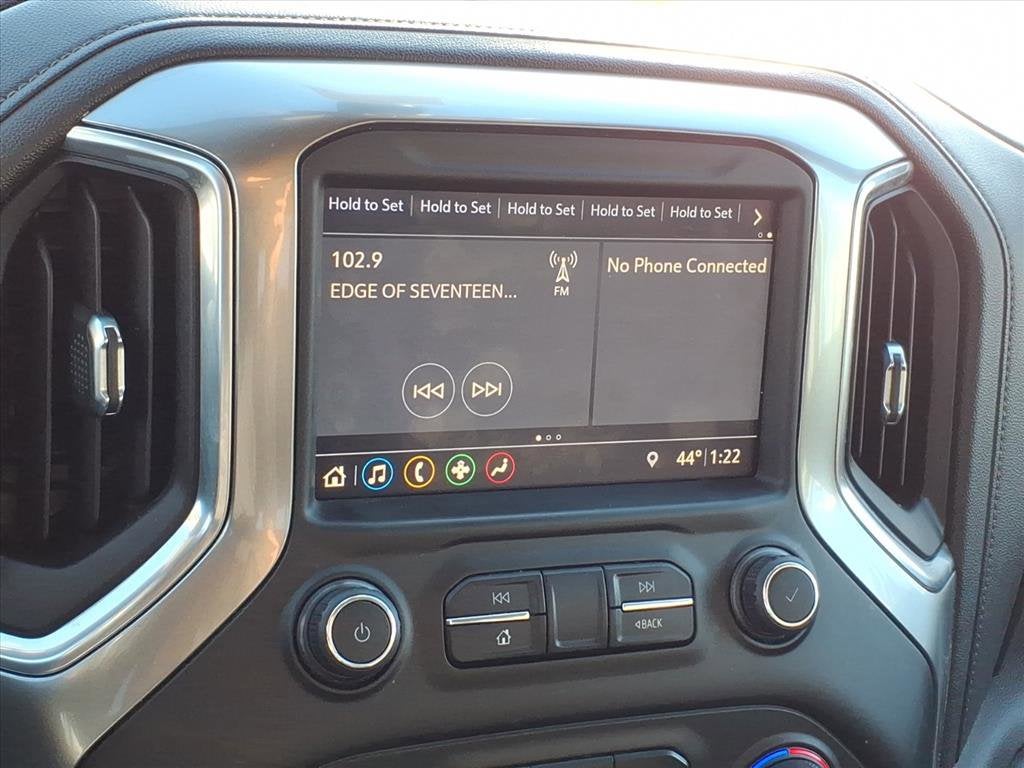 Hold to Set Hold to Set Hold to Set Hold to Set Hold to Set
102.9
EDGE OF SEVENTEEN...
FM
No Phone Connected
44° 1:22
BACK